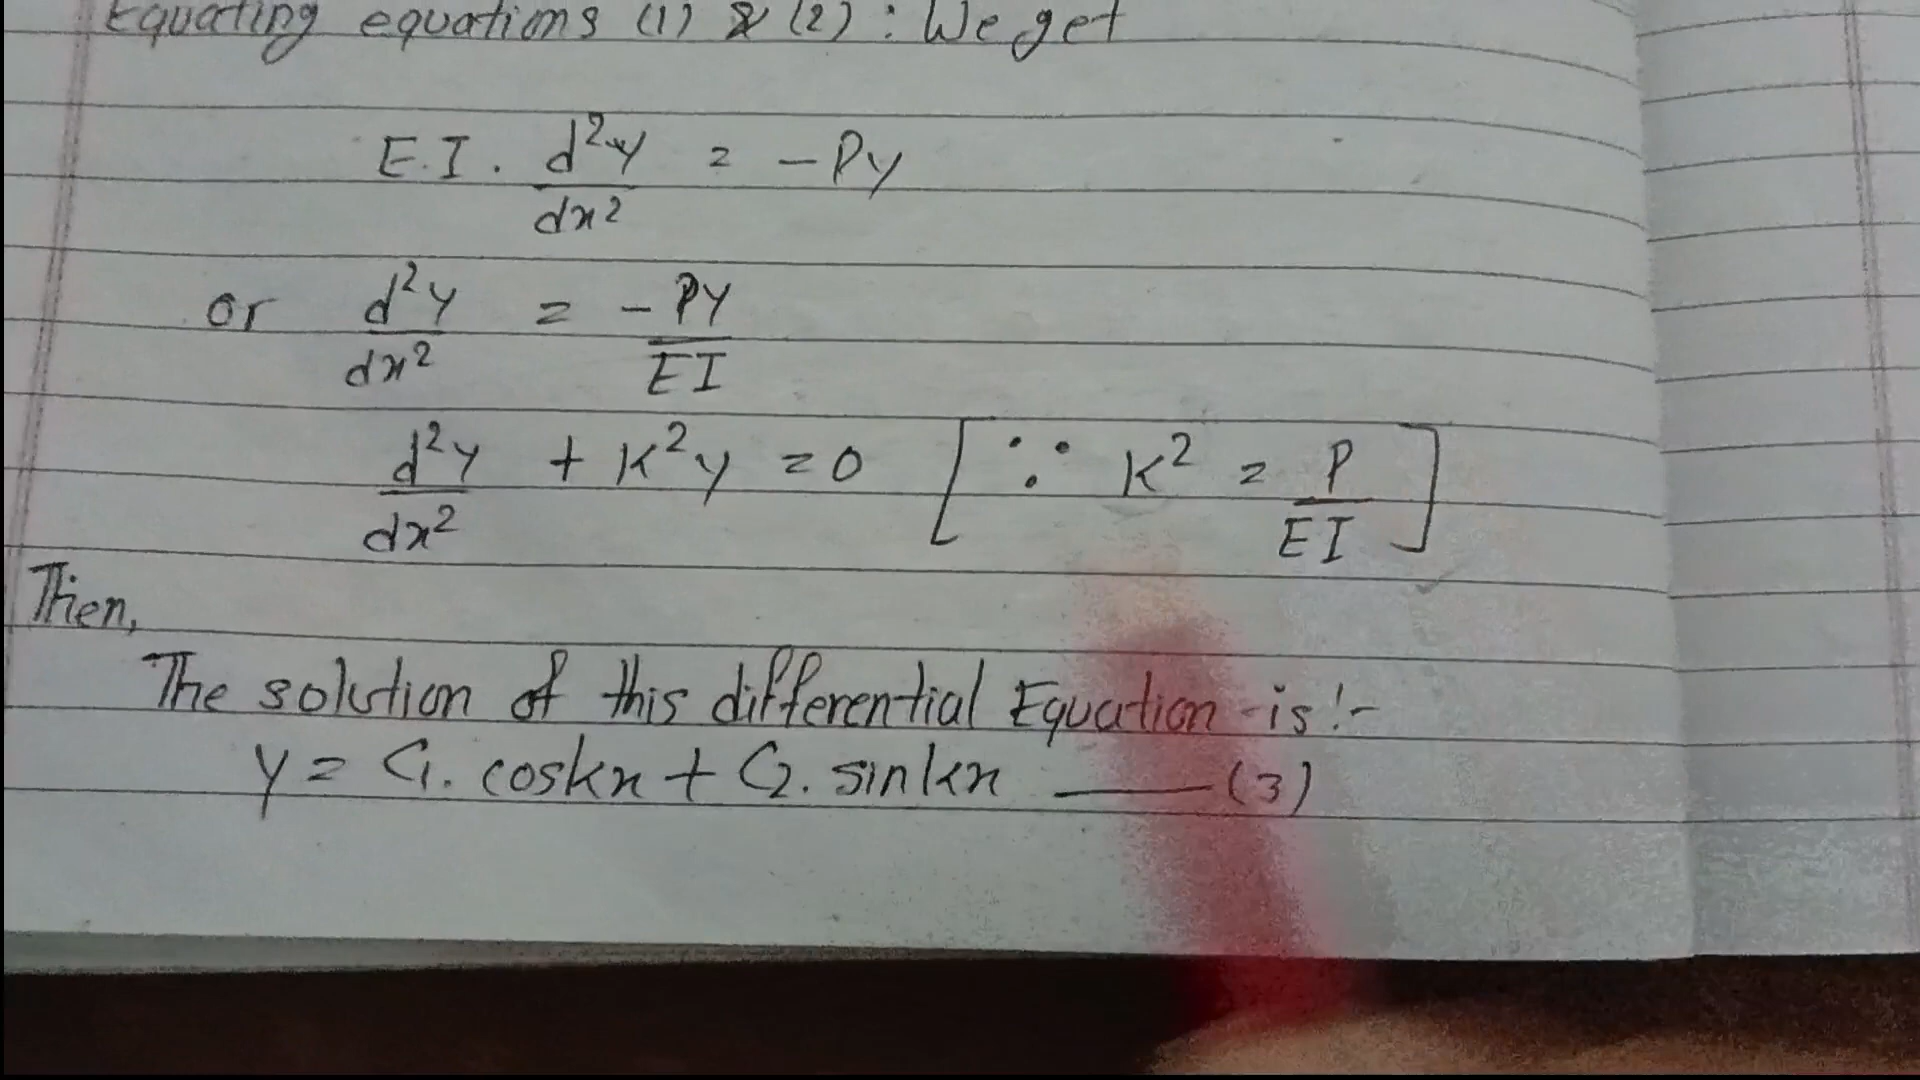 Equating equations (1) & (2) : We get
E.I. d²y/dx² = -Py
or d²y/dx² = -Py/EI
d²y/dx² + K²y = 0 [∵ K² = P/EI]
Then,
The solution of this differential Equation is :-
y = C₁. coskx + C₂. sinkx —— (3)